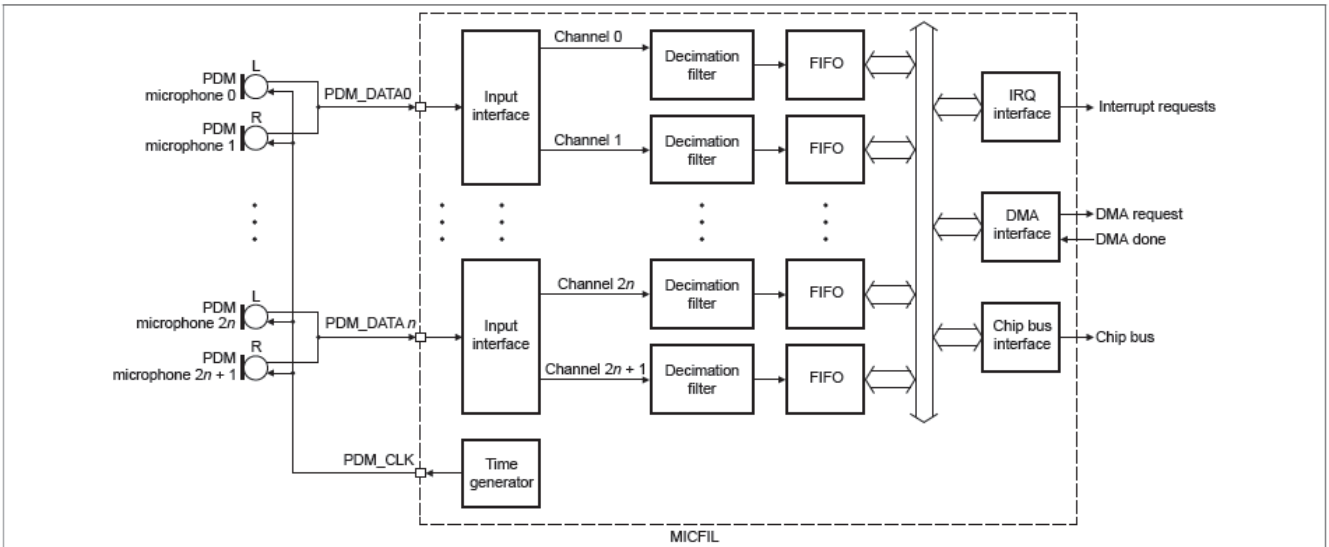 L
PDM
microphone 0
R
PDM
microphone 1
PDM_DATA0
Input
interface
Channel 0
Decimation
filter
FIFO
Channel 1
Decimation
filter
FIFO
IRQ
interface
Interrupt requests
DMA
interface
DMA request
DMA done
L
PDM
microphone 2n
R
PDM
microphone 2n + 1
PDM_DATA n
Input
interface
Channel 2n
Decimation
filter
FIFO
Channel 2n + 1
Decimation
filter
FIFO
Chip bus
interface
Chip bus
PDM_CLK
Time
generator
MICFIL